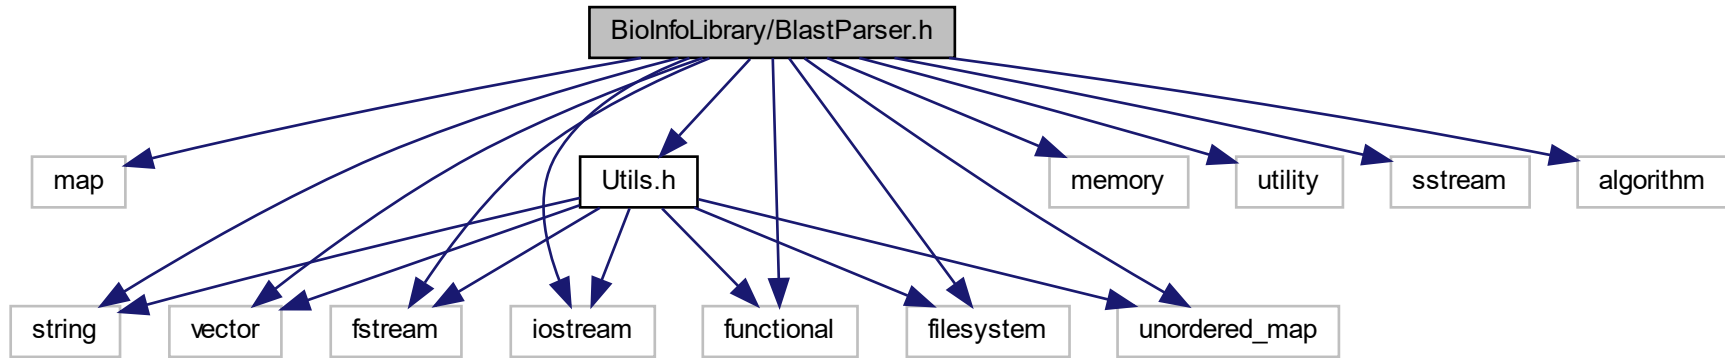 BioInfoLibrary/BlastParser.h
map
Utils.h
memory
utility
sstream
algorithm
string
vector
fstream
iostream
functional
filesystem
unordered_map